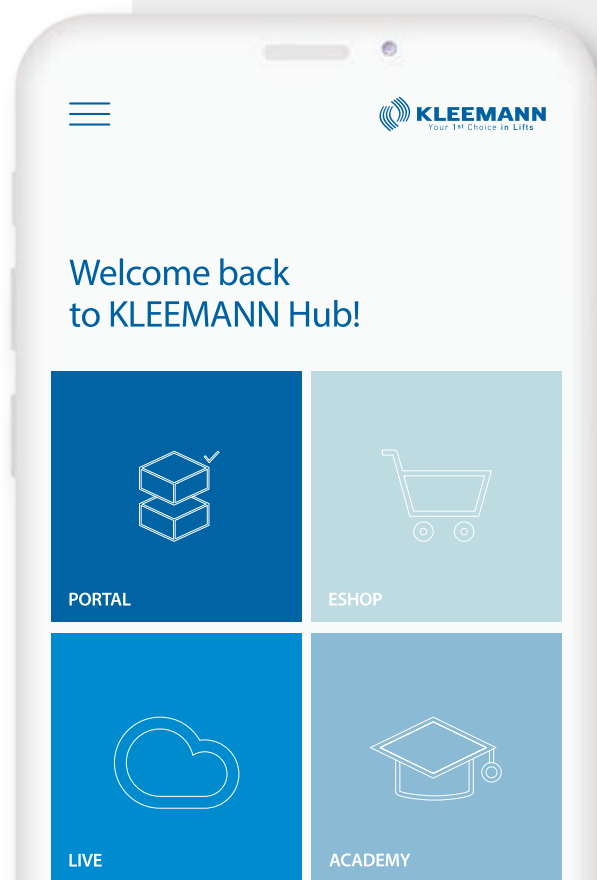 KLEEMANN
Your 1st Choice in Lifts
Welcome back
to KLEEMANN Hub!
PORTAL
ESHOP
LIVE
ACADEMY